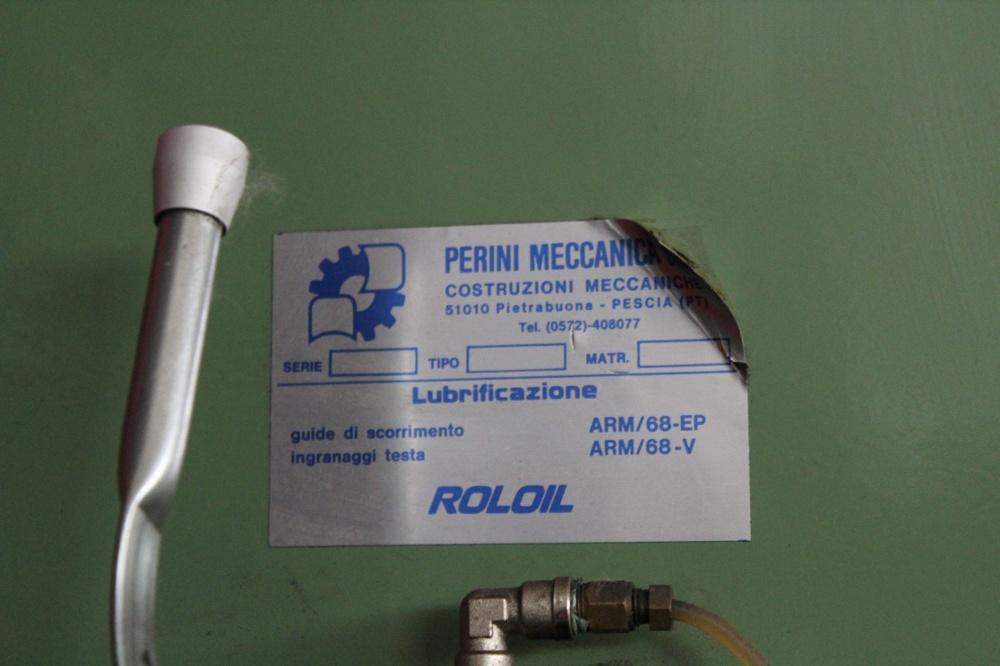 PERINI MECCANICA
COSTRUZIONI MECCANICHE
51010 Pietrabuona - PESCIA (PT)
Tel. (0572)-408077
SERIE TIPO MATR.
Lubrificazione
guide di scorrimento ARM/68-EP
ingranaggi testa ARM/68-V
ROLOIL